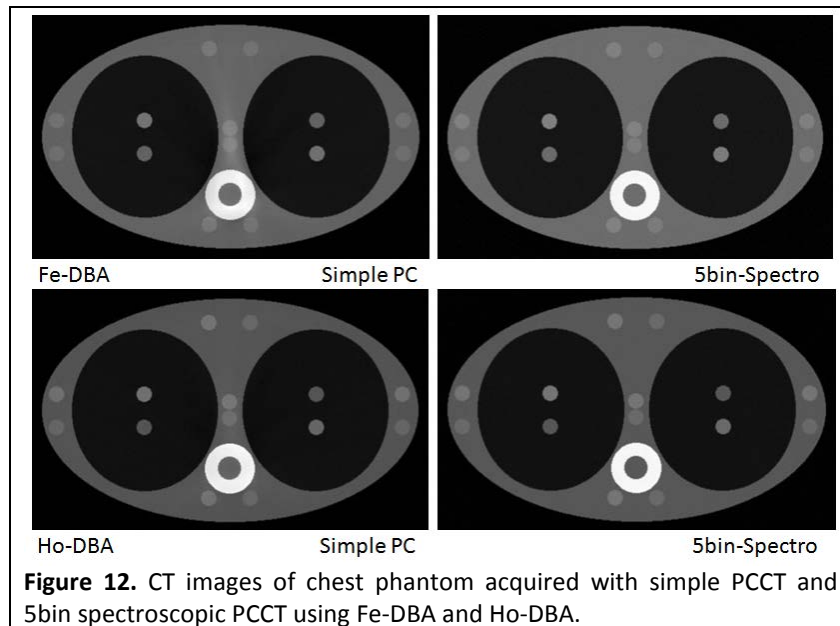 Fe-DBA Simple PC 5bin-Spectro
Ho-DBA Simple PC 5bin-Spectro
Figure 12. CT images of chest phantom acquired with simple PCCT and
5bin spectroscopic PCCT using Fe-DBA and Ho-DBA.